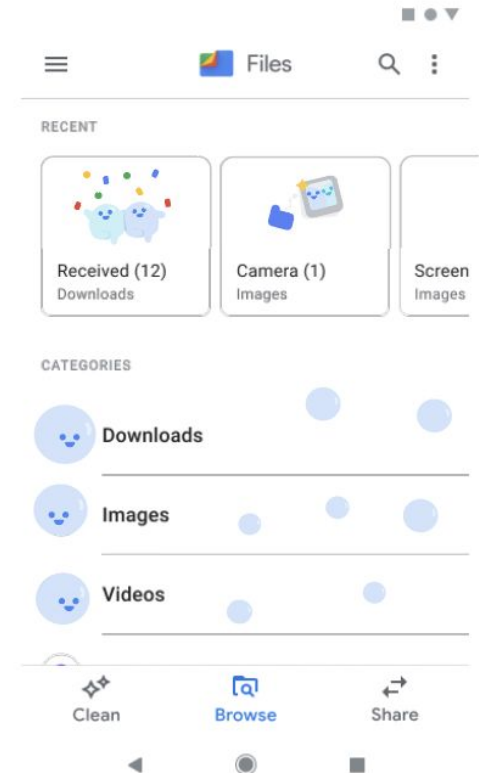 Files
RECENT
Received (12)
Downloads
Camera (1)
Images
Screen
Images
CATEGORIES
Downloads
Images
Videos
Clean
Browse
Share